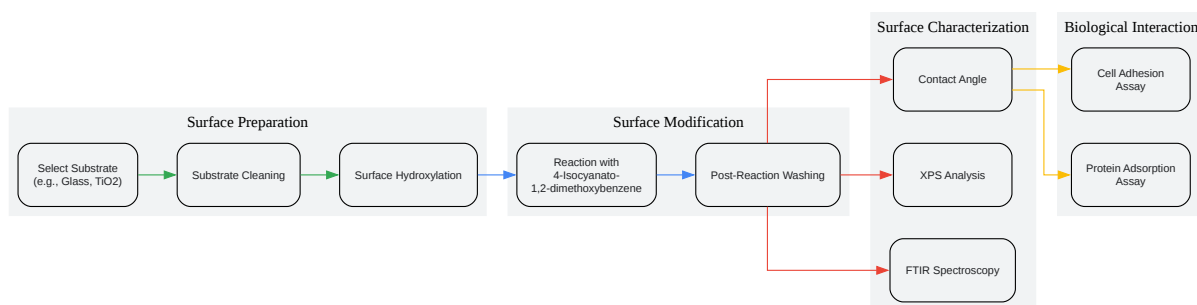 Surface Preparation
Select Substrate
(e.g., Glass, TiO2)
Substrate Cleaning
Surface Hydroxylation
Surface Modification
Reaction with
4-Isocyanato-
1,2-dimethoxybenzene
Post-Reaction Washing
Surface Characterization
Contact Angle
XPS Analysis
FTIR Spectroscopy
Biological Interaction
Cell Adhesion
Assay
Protein Adsorption
Assay